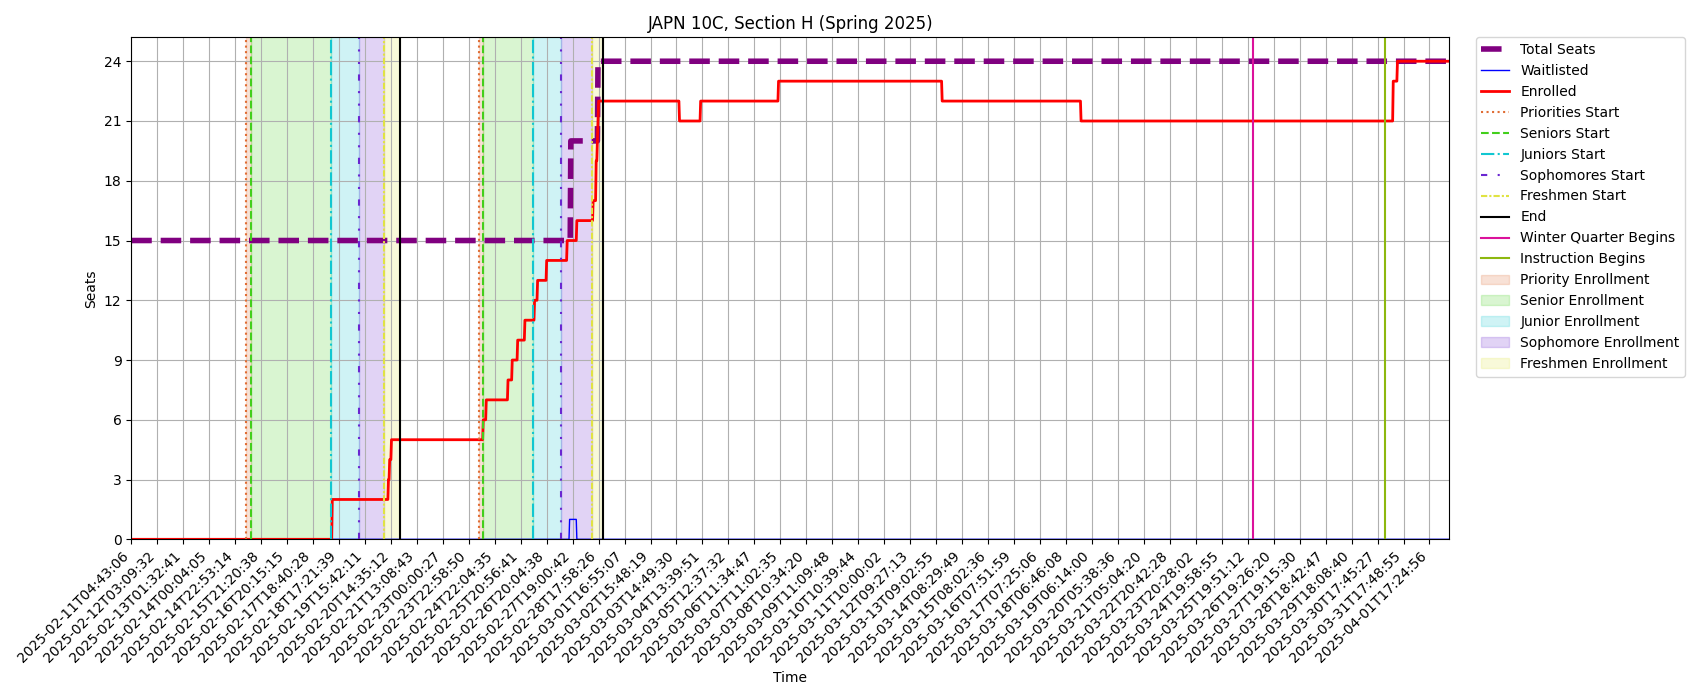 JAPN 10C, Section H (Spring 2025)
Seats
24
21
18
15
12
9
6
3
0
2025-02-11T04:43:06
2025-02-12T03:09:32
2025-02-13T01:32:41
2025-02-14T00:04:05
2025-02-14T22:53:14
2025-02-15T21:20:38
2025-02-16T20:15:15
2025-02-17T18:40:28
2025-02-18T17:21:39
2025-02-19T15:42:11
2025-02-20T14:35:12
2025-02-21T13:08:43
2025-02-23T00:00:27
2025-02-23T22:58:50
2025-02-24T22:04:35
2025-02-25T20:56:41
2025-02-26T20:04:38
2025-02-27T19:00:42
2025-02-28T17:58:26
2025-03-01T16:55:07
2025-03-02T15:48:19
2025-03-03T14:49:30
2025-03-04T13:39:51
2025-03-05T12:37:32
2025-03-06T11:34:47
2025-03-07T11:02:35
2025-03-08T10:34:20
2025-03-09T11:09:48
2025-03-10T10:39:44
2025-03-11T10:00:02
2025-03-12T09:27:13
2025-03-13T09:02:55
2025-03-14T08:29:49
2025-03-15T08:02:36
2025-03-16T07:51:59
2025-03-17T07:25:06
2025-03-18T06:46:08
2025-03-19T06:14:00
2025-03-20T05:38:36
2025-03-21T05:04:20
2025-03-22T20:42:28
2025-03-23T20:28:02
2025-03-24T19:58:55
2025-03-25T19:51:12
2025-03-26T19:26:20
2025-03-27T19:15:30
2025-03-28T18:42:47
2025-03-29T18:08:40
2025-03-30T17:45:27
2025-03-31T17:48:55
2025-04-01T17:24:56
Time
Total Seats
Waitlisted
Enrolled
Priorities Start
Seniors Start
Juniors Start
Sophomores Start
Freshmen Start
End
Winter Quarter Begins
Instruction Begins
Priority Enrollment
Senior Enrollment
Junior Enrollment
Sophomore Enrollment
Freshmen Enrollment